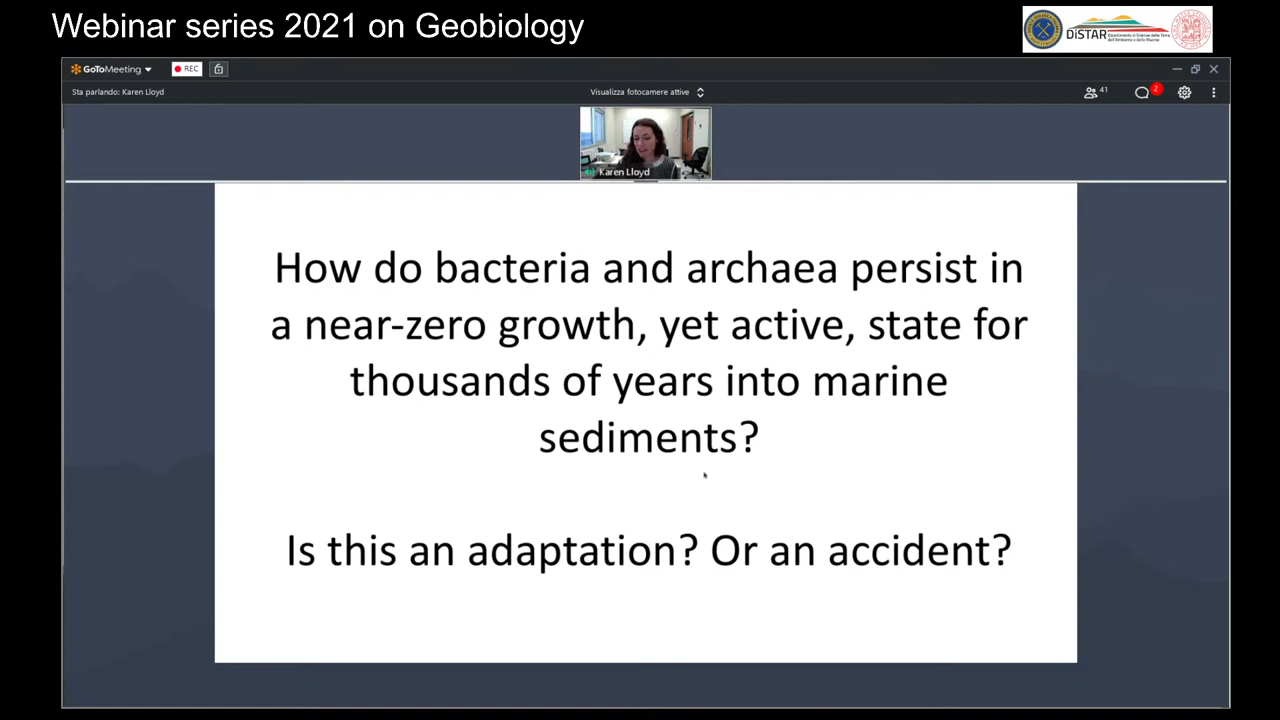 Webinar series 2021 on Geobiology
DiSTAR
GoToMeeting
REC
Sta parlando: Karen Lloyd
Visualizza fotocamere attive
41
2
Karen Lloyd
How do bacteria and archaea persist in
a near-zero growth, yet active, state for
thousands of years into marine
sediments?
Is this an adaptation? Or an accident?